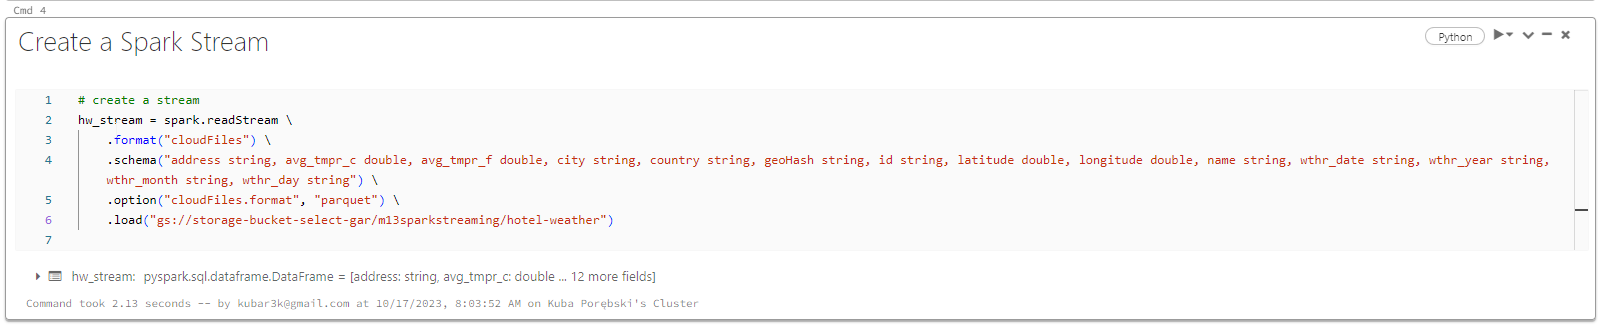 Cmd 4
Create a Spark Stream
Python
1 # create a stream
2 hw_stream = spark.readStream \
3 .format("cloudFiles") \
4 .schema("address string, avg_tmpr_c double, avg_tmpr_f double, city string, country string, geoHash string, id string, latitude double, longitude double, name string, wthr_date string, wthr_year string,
wthr_month string, wthr_day string") \
5 .option("cloudFiles.format", "parquet") \
6 .load("gs://storage-bucket-select-gar/m13sparkstreaming/hotel-weather")
7
hw_stream: pyspark.sql.dataframe.DataFrame = [address: string, avg_tmpr_c: double ... 12 more fields]
Command took 2.13 seconds -- by kubar3k@gmail.com at 10/17/2023, 8:03:52 AM on Kuba Porębski's Cluster